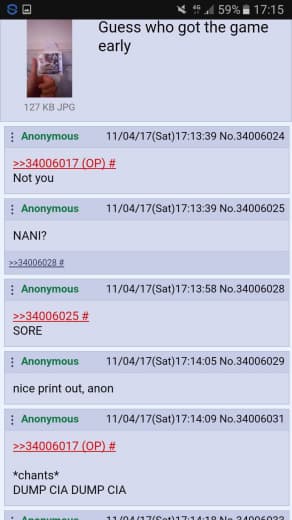 4G 59% 17:15
Guess who got the game
early
127 KB JPG
Anonymous 11/04/17(Sat)17:13:39 No.34006024
>>34006017 (OP) #
Not you
Anonymous 11/04/17(Sat)17:13:39 No.34006025
NANI?
>>34006028 #
Anonymous 11/04/17(Sat)17:13:58 No.34006028
>>34006025 #
SORE
Anonymous 11/04/17(Sat)17:14:05 No.34006029
nice print out, anon
Anonymous 11/04/17(Sat)17:14:09 No.34006031
>>34006017 (OP) #
*chants*
DUMP CIA DUMP CIA
Anonymous 11/04/17(Sat)17:14:18 No.34006033